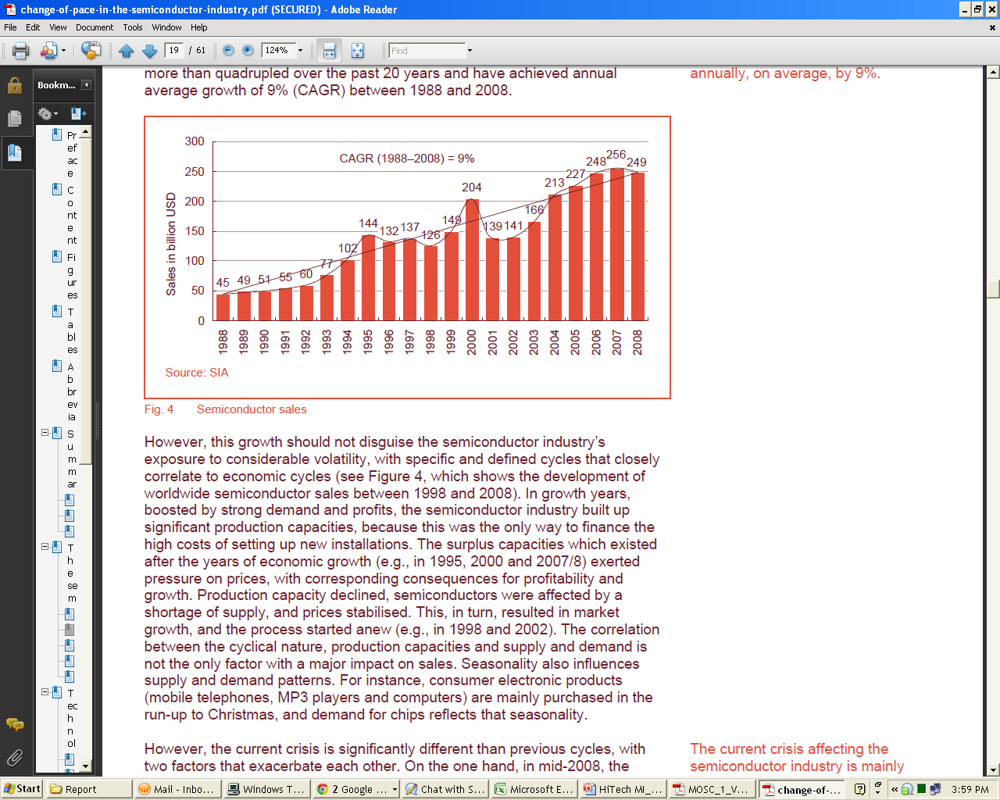 change-of-pace-in-the-semiconductor-industry.pdf (SECURED) - Adobe Reader
File Edit View Document Tools Window Help
19 / 61 124% Find
Bookm...
Pr
ef
ac
e
C
o
nt
e
nt
Fi
g
ur
es
T
a
bl
es
A
b
br
ev
ia
S
u
m
m
ar
T
h
e
se
m
T
ec
h
n
ol
more than quadrupled over the past 20 years and have achieved annual
average growth of 9% (CAGR) between 1988 and 2008.
annually, on average, by 9%.
CAGR (1988–2008) = 9%
Sales in billion USD
300
250
200
150
100
50
0
45 49 51 55 60 77 102 144 132 137 126 149 204 139 141 166 213 227 248 256 249
1988 1989 1990 1991 1992 1993 1994 1995 1996 1997 1998 1999 2000 2001 2002 2003 2004 2005 2006 2007 2008
Source: SIA
Fig. 4 Semiconductor sales
However, this growth should not disguise the semiconductor industry's
exposure to considerable volatility, with specific and defined cycles that closely
correlate to economic cycles (see Figure 4, which shows the development of
worldwide semiconductor sales between 1998 and 2008). In growth years,
boosted by strong demand and profits, the semiconductor industry built up
significant production capacities, because this was the only way to finance the
high costs of setting up new installations. The surplus capacities which existed
after the years of economic growth (e.g., in 1995, 2000 and 2007/8) exerted
pressure on prices, with corresponding consequences for profitability and
growth. Production capacity declined, semiconductors were affected by a
shortage of supply, and prices stabilised. This, in turn, resulted in market
growth, and the process started anew (e.g., in 1998 and 2002). The correlation
between the cyclical nature, production capacities and supply and demand is
not the only factor with a major impact on sales. Seasonality also influences
supply and demand patterns. For instance, consumer electronic products
(mobile telephones, MP3 players and computers) are mainly purchased in the
run-up to Christmas, and demand for chips reflects that seasonality.
However, the current crisis is significantly different than previous cycles, with
two factors that exacerbate each other. On the one hand, in mid-2008, the
The current crisis affecting the
semiconductor industry is mainly
Start Report Mail - Inbo... Windows T... 2 Google ... Chat with S... Microsoft E... HiTech MI_... MOSC_1_V... change-of-... 3:59 PM